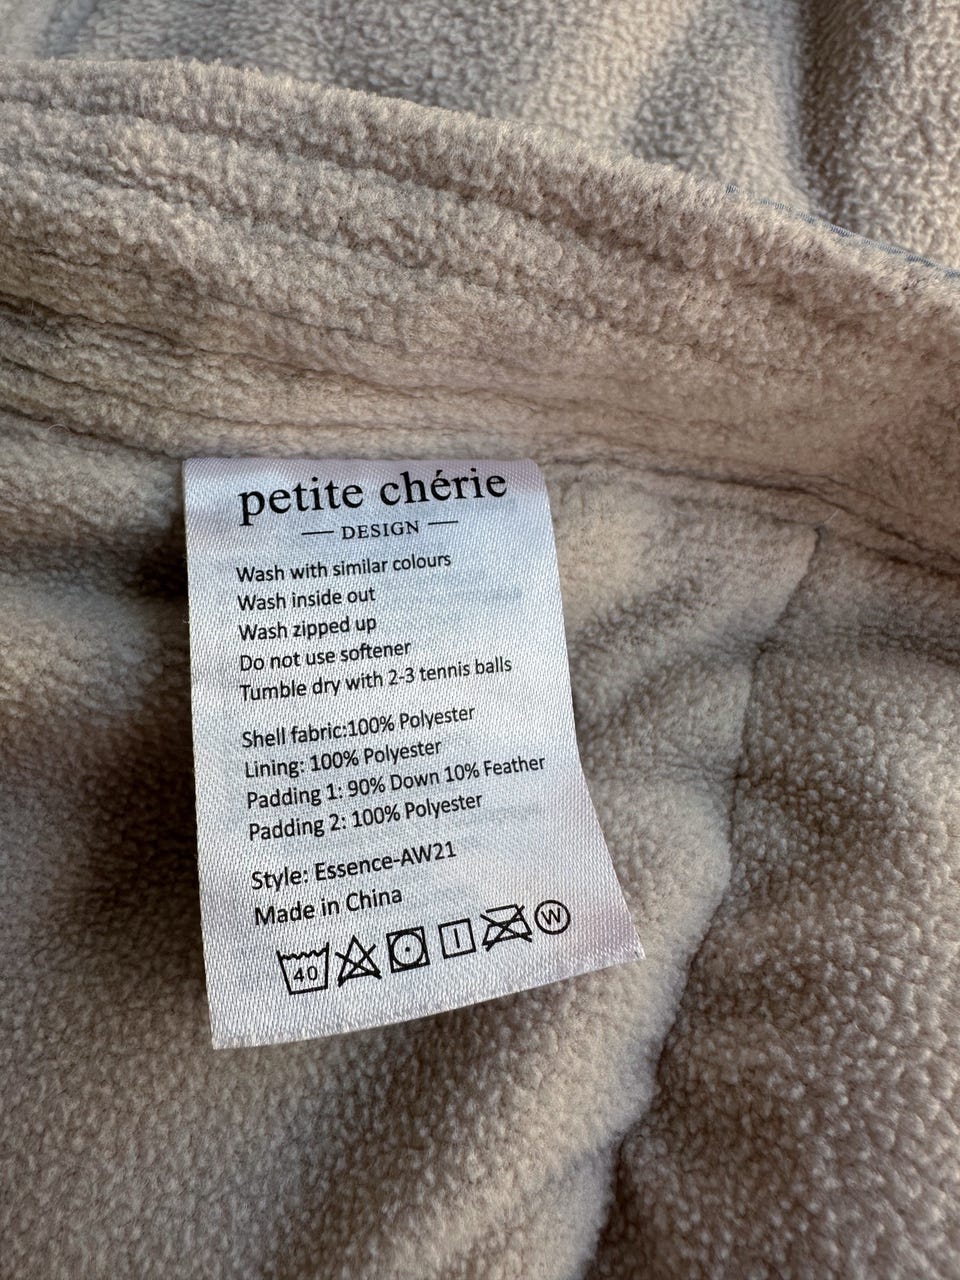 petite chérie
DESIGN
Wash with similar colours
Wash inside out
Wash zipped up
Do not use softener
Tumble dry with 2-3 tennis balls
Shell fabric:100% Polyester
Lining: 100% Polyester
Padding 1: 90% Down 10% Feather
Padding 2: 100% Polyester
Style: Essence-AW21
Made in China
40 W